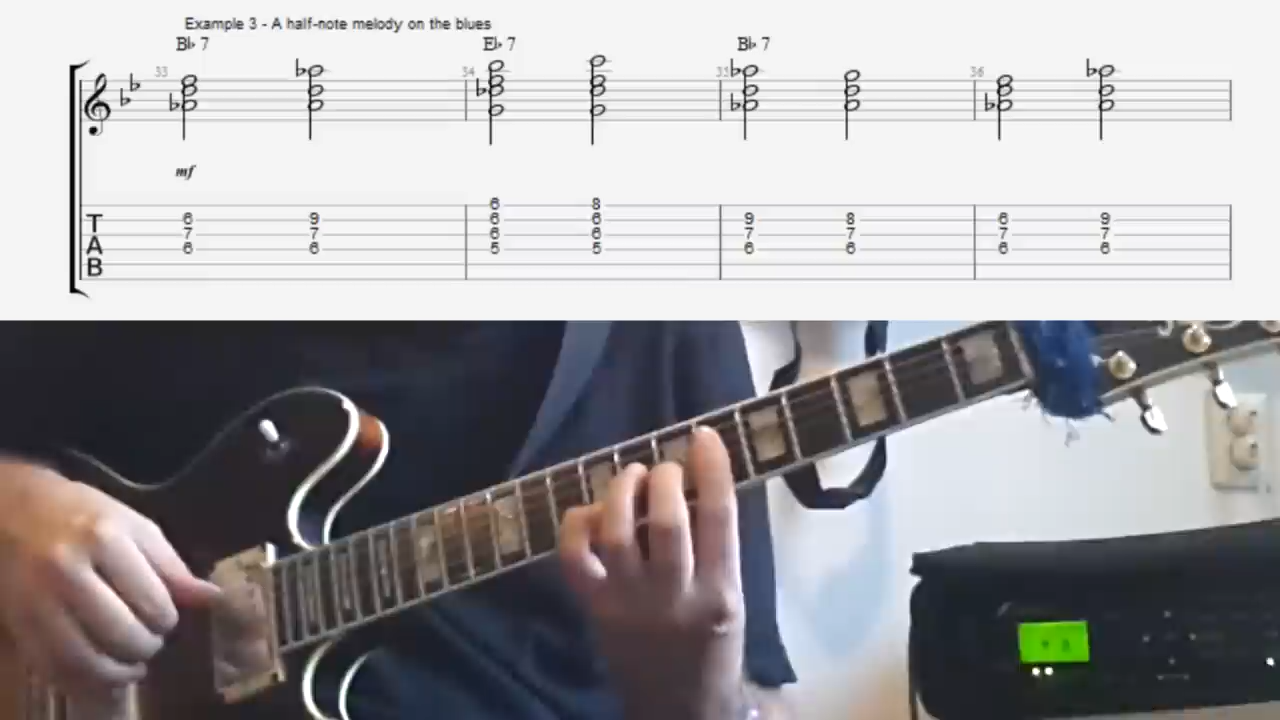 Example 3 - A half-note melody on the blues
B♭ 7 E♭ 7 B♭ 7
33 34 35 36
mf
6 8
6 9 6 6 9 8 6 9
T 7 7 6 6 7 7 7 7
A 6 6 5 5 6 6 6 6
B